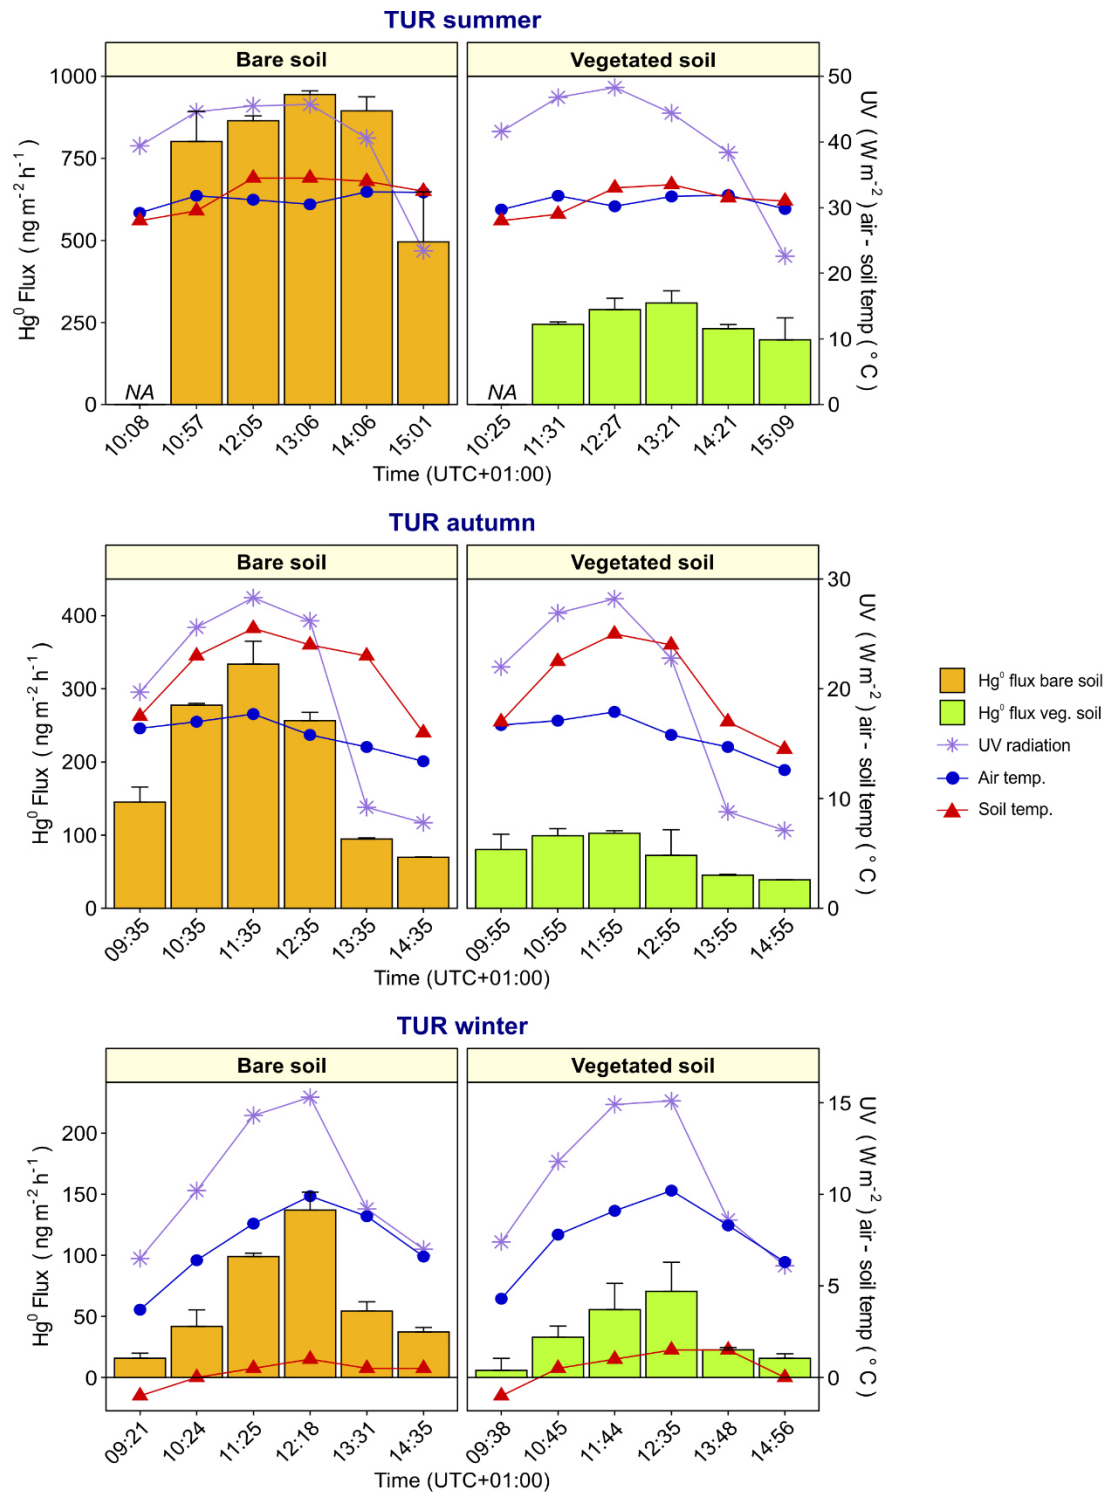 TUR summer
Bare soil
Vegetated soil
1000
750
500
250
0
Hg⁰ Flux ( ng m⁻² h⁻¹ )
NA
NA
50
40
30
20
10
0
UV ( W m⁻² ) air - soil temp ( °C )
10:08 10:57 12:05 13:06 14:06 15:01
10:25 11:31 12:27 13:21 14:21 15:09
Time (UTC+01:00)
TUR autumn
Bare soil
Vegetated soil
400
300
200
100
0
Hg⁰ Flux ( ng m⁻² h⁻¹ )
30
20
10
0
UV ( W m⁻² ) air - soil temp ( °C )
09:35 10:35 11:35 12:35 13:35 14:35
09:55 10:55 11:55 12:55 13:55 14:55
Time (UTC+01:00)
Hg⁰ flux bare soil
Hg⁰ flux veg. soil
UV radiation
Air temp.
Soil temp.
TUR winter
Bare soil
Vegetated soil
200
150
100
50
0
Hg⁰ Flux ( ng m⁻² h⁻¹ )
15
10
5
0
UV ( W m⁻² ) air - soil temp ( °C )
09:21 10:24 11:25 12:18 13:31 14:35
09:38 10:45 11:44 12:35 13:48 14:56
Time (UTC+01:00)